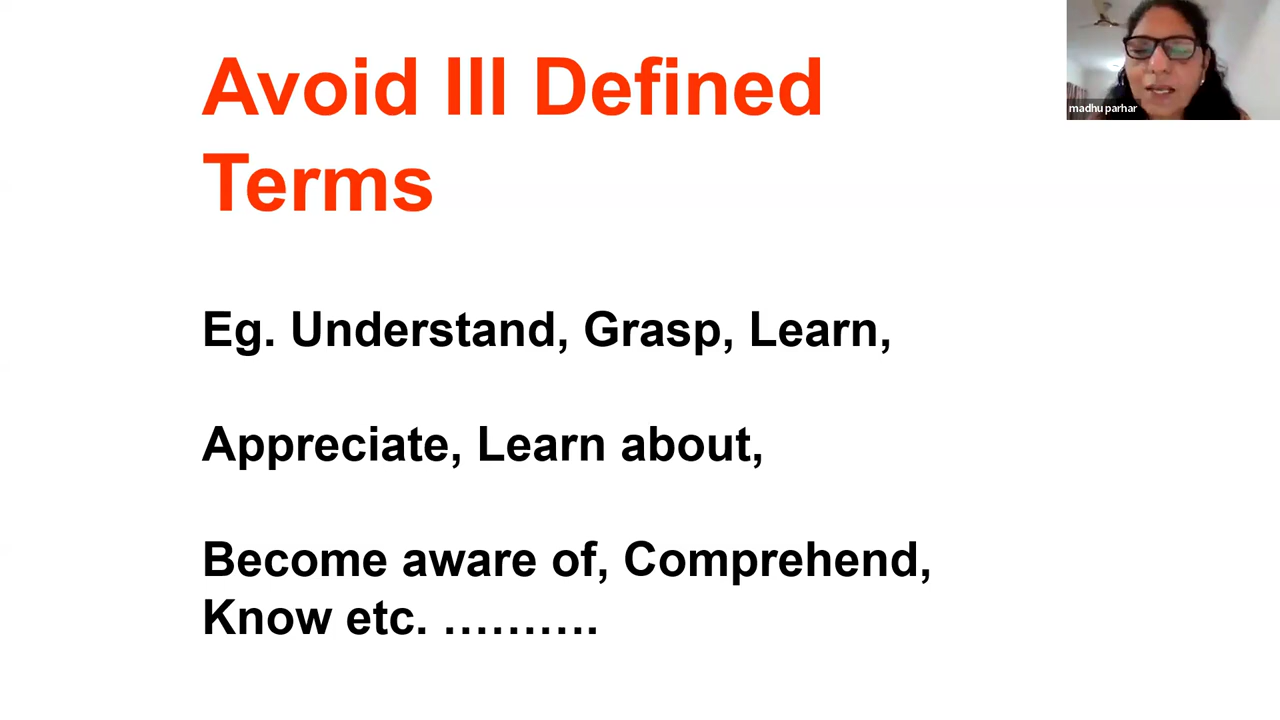 Avoid Ill Defined
Terms
madhu parhar
Eg. Understand, Grasp, Learn,
Appreciate, Learn about,
Become aware of, Comprehend,
Know etc. ……….